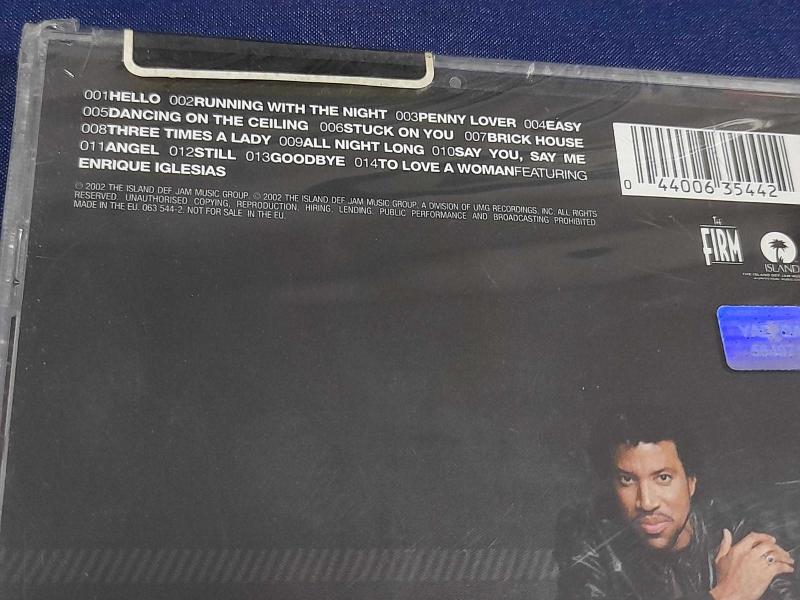 001HELLO 002RUNNING WITH THE NIGHT 003PENNY LOVER 004EASY
005DANCING ON THE CEILING 006STUCK ON YOU 007BRICK HOUSE
008THREE TIMES A LADY 009ALL NIGHT LONG 010SAY YOU, SAY ME
011ANGEL 012STILL 013GOODBYE 014TO LOVE A WOMANFEATURING
ENRIQUE IGLESIAS
℗ 2002 THE ISLAND DEF JAM MUSIC GROUP. © 2002 THE ISLAND DEF JAM MUSIC GROUP, A DIVISION OF UMG RECORDINGS, INC. ALL RIGHTS
RESERVED. UNAUTHORISED COPYING, REPRODUCTION, HIRING, LENDING, PUBLIC PERFORMANCE AND BROADCASTING PROHIBITED.
MADE IN THE EU. 063 544-2. NOT FOR SALE IN THE EU.
0 44006 35442
THE
FIRM
ISLAND